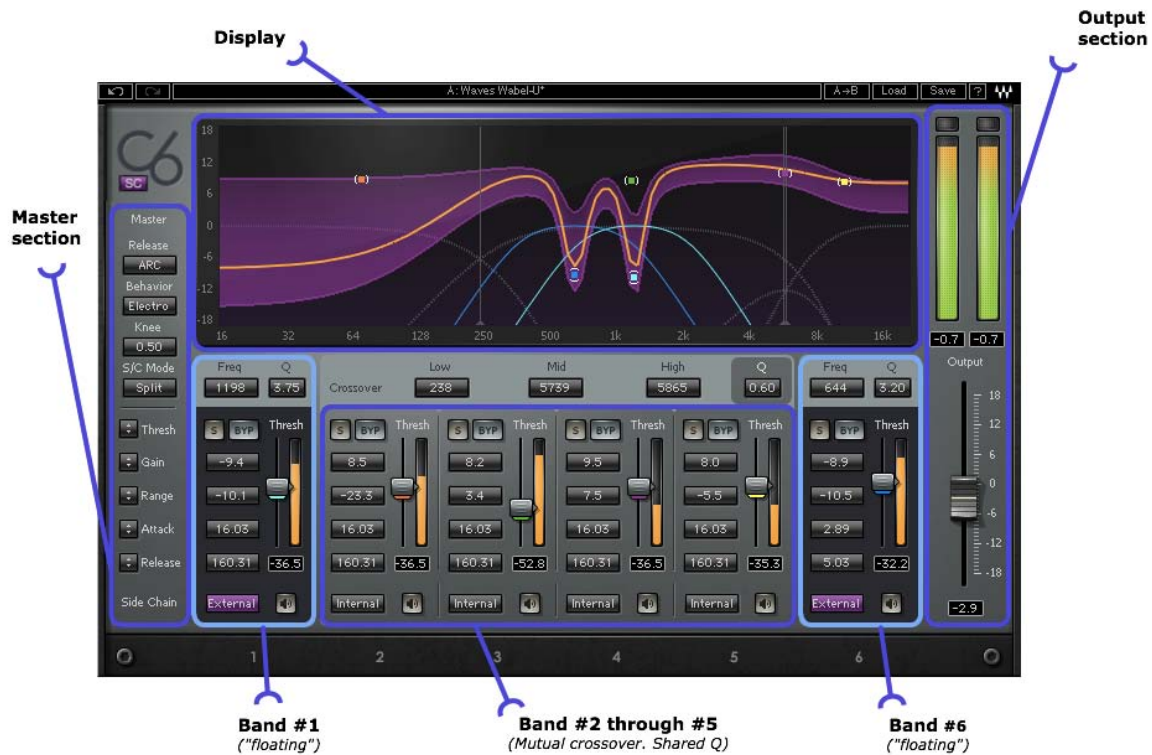 Display
Output
section
A: Waves Wabel-U*
A→B Load Save ?
C6
SC
18
12
6
0
-6
-12
-18
16 32 64 128 250 500 1k 2k 4k 8k 16k
Master
section
Master
Release
ARC
Behavior
Electro
Knee
0.50
S/C Mode
Split
Thresh
Gain
Range
Attack
Release
Side Chain
Freq Q
1198 3.75
S BYP Thresh
-9.4
-10.1
16.03
160.31 -36.5
External
Low Mid High Q
Crossover 238 5739 5865 0.60
S BYP Thresh
8.5
-23.3
16.03
160.31 -36.5
Internal
S BYP Thresh
8.2
3.4
16.03
160.31 -52.8
Internal
S BYP Thresh
9.5
7.5
16.03
160.31 -36.5
Internal
S BYP Thresh
8.0
-5.5
16.03
160.31 -35.3
Internal
Freq Q
644 3.20
S BYP Thresh
-8.9
-10.5
2.89
5.03 -32.2
External
-0.7 -0.7
Output
18
12
6
0
-6
-12
-18
-2.9
1 2 3 4 5 6
Band #1
("floating")
Band #2 through #5
(Mutual crossover. Shared Q)
Band #6
("floating")